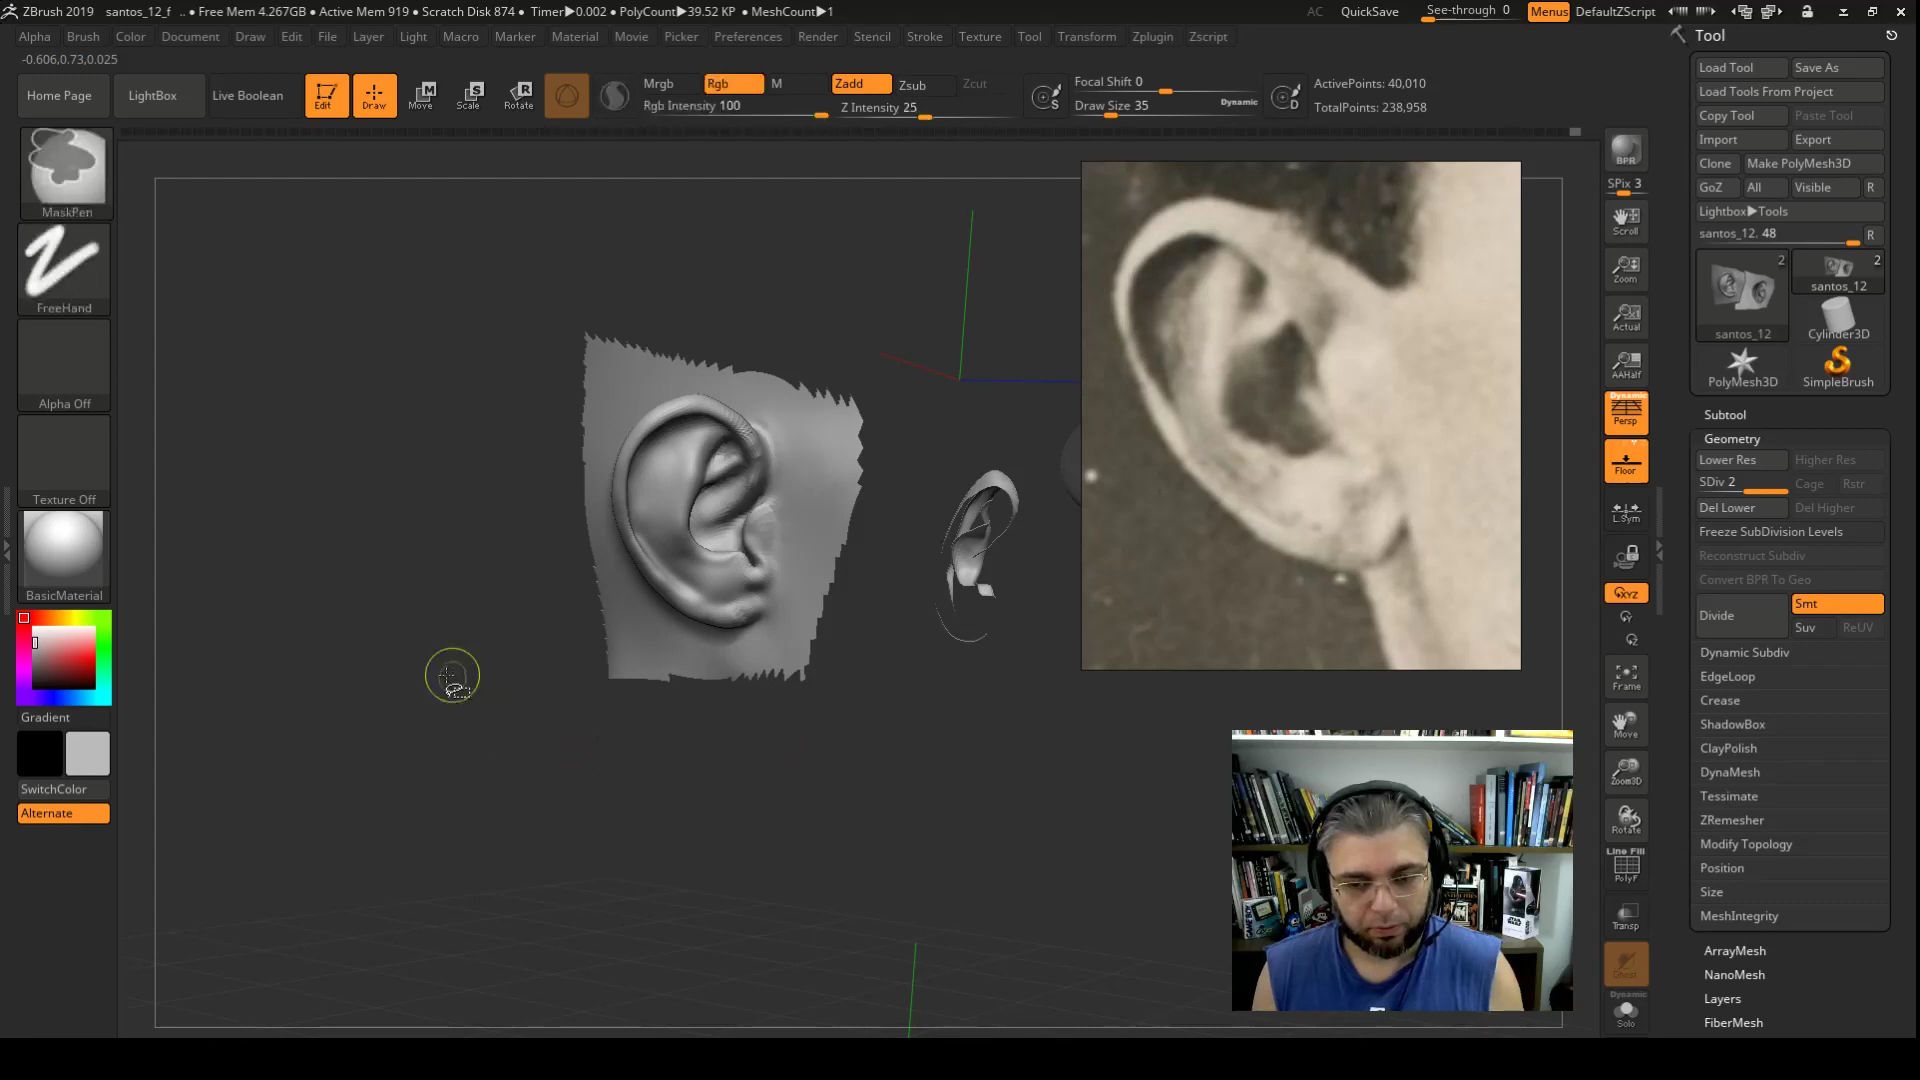 ZBrush 2019 santos_12_f .. ● Free Mem 4.267GB ● Active Mem 919 ● Scratch Disk 874 ● Timer▶0.002 ● PolyCount▶39.52 KP ● MeshCount▶1 AC QuickSave See-through 0 Menus DefaultZScript
Alpha Brush Color Document Draw Edit File Layer Light Macro Marker Material Movie Picker Preferences Render Stencil Stroke Texture Tool Transform Zplugin Zscript
-0.606,0.73,0.025
Home Page LightBox Live Boolean Edit Draw Move Scale Rotate
Mrgb Rgb M Zadd Zsub Zcut
Rgb Intensity 100 Z Intensity 25
Focal Shift 0
Draw Size 35 Dynamic
ActivePoints: 40,010
TotalPoints: 238,958
MaskPen
FreeHand
Alpha Off
Texture Off
BasicMaterial
Gradient
SwitchColor
Alternate
BPR
SPix 3
Scroll
Zoom
Actual
AAHalf
Dynamic
Persp
Floor
L.Sym
XYZ
Frame
Move
Zoom3D
Rotate
Line Fill
PolyF
Transp
Ghost
Dynamic
Solo
Tool
Load Tool Save As
Load Tools From Project
Copy Tool Paste Tool
Import Export
Clone Make PolyMesh3D
GoZ All Visible R
Lightbox▶Tools
santos_12. 48 R
2 2
santos_12
santos_12 Cylinder3D
PolyMesh3D SimpleBrush
Subtool
Geometry
Lower Res Higher Res
SDiv 2 Cage Rstr
Del Lower Del Higher
Freeze SubDivision Levels
Reconstruct Subdiv
Convert BPR To Geo
Divide Smt
Suv ReUV
Dynamic Subdiv
EdgeLoop
Crease
ShadowBox
ClayPolish
DynaMesh
Tessimate
ZRemesher
Modify Topology
Position
Size
MeshIntegrity
ArrayMesh
NanoMesh
Layers
FiberMesh